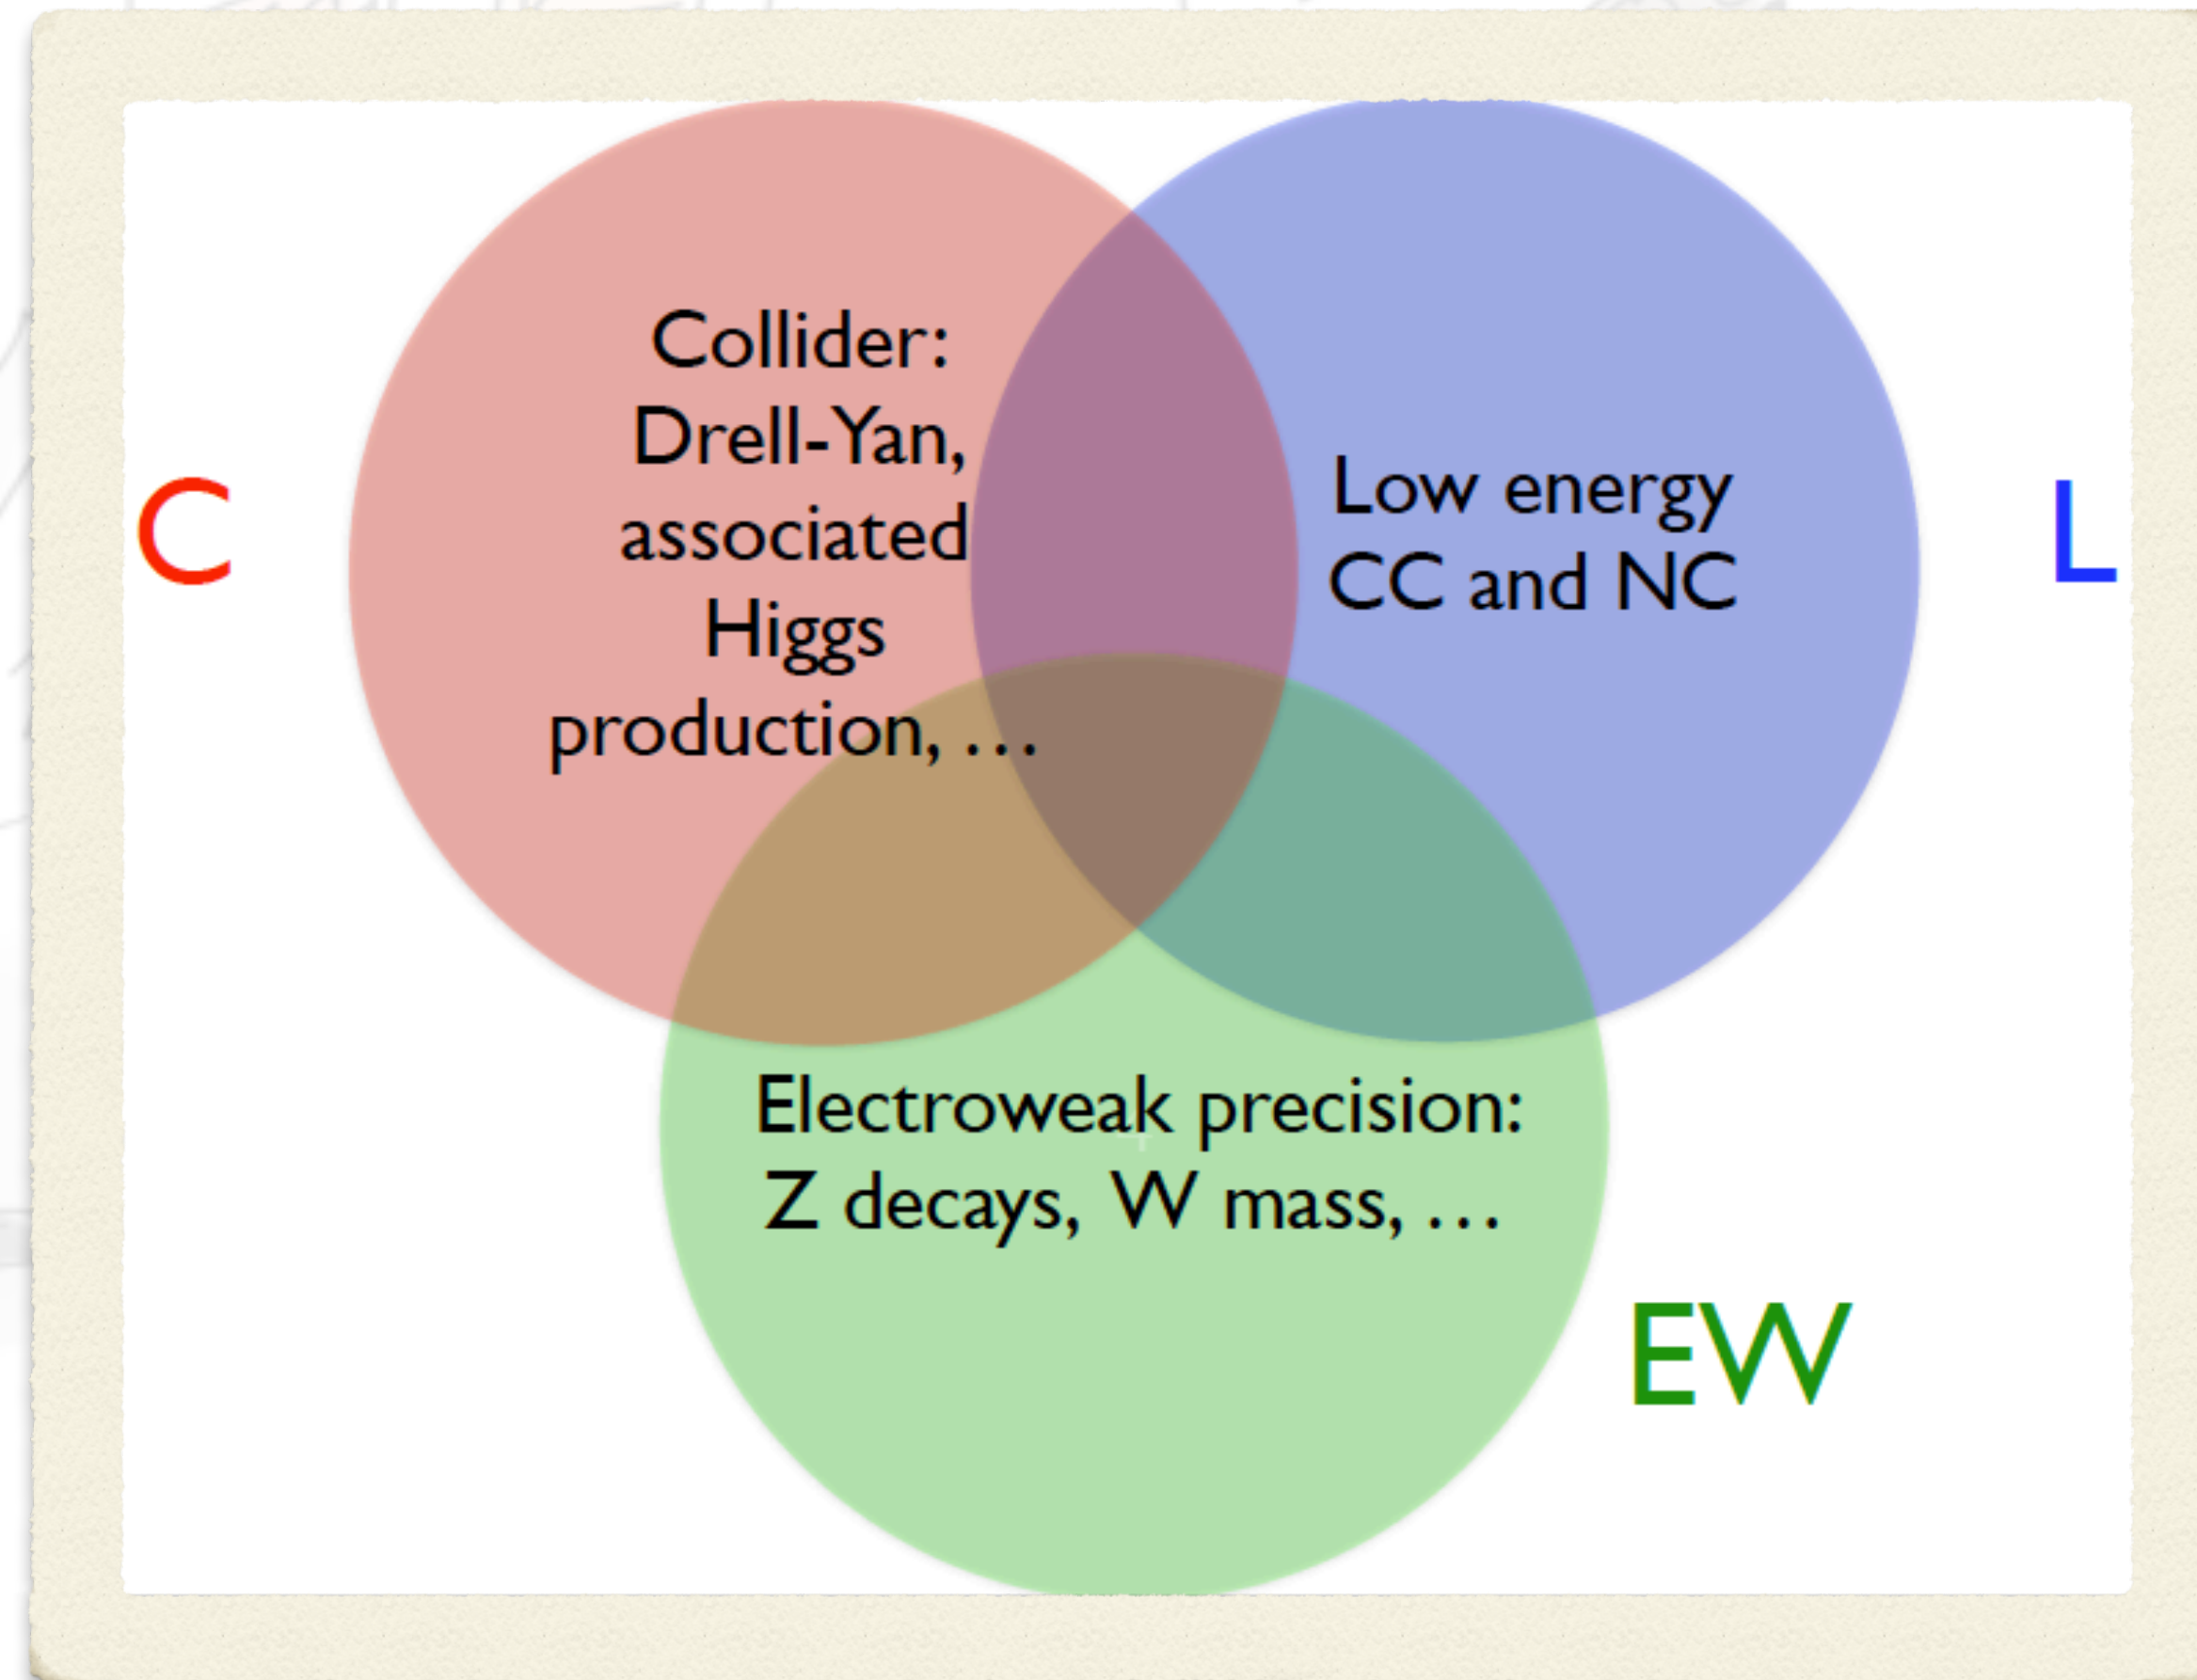 Collider:
Drell-Yan,
associated
Higgs
production, …
C
Low energy
CC and NC
L
Electroweak precision:
Z decays, W mass, …
EW